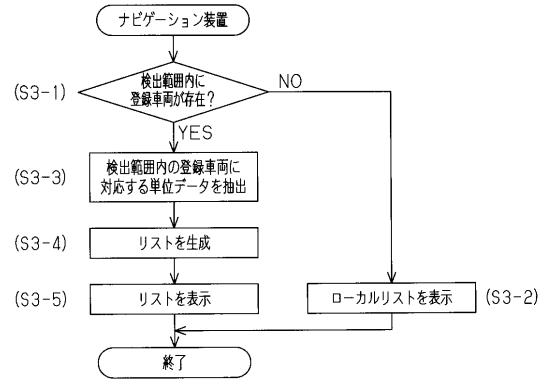 ナビゲーション装置
(S3-1)
検出範囲内に
登録車両が存在?
NO
YES
(S3-3)
検出範囲内の登録車両に
対応する単位データを抽出
(S3-4)
リストを生成
(S3-5)
リストを表示
ローカルリストを表示
(S3-2)
終了